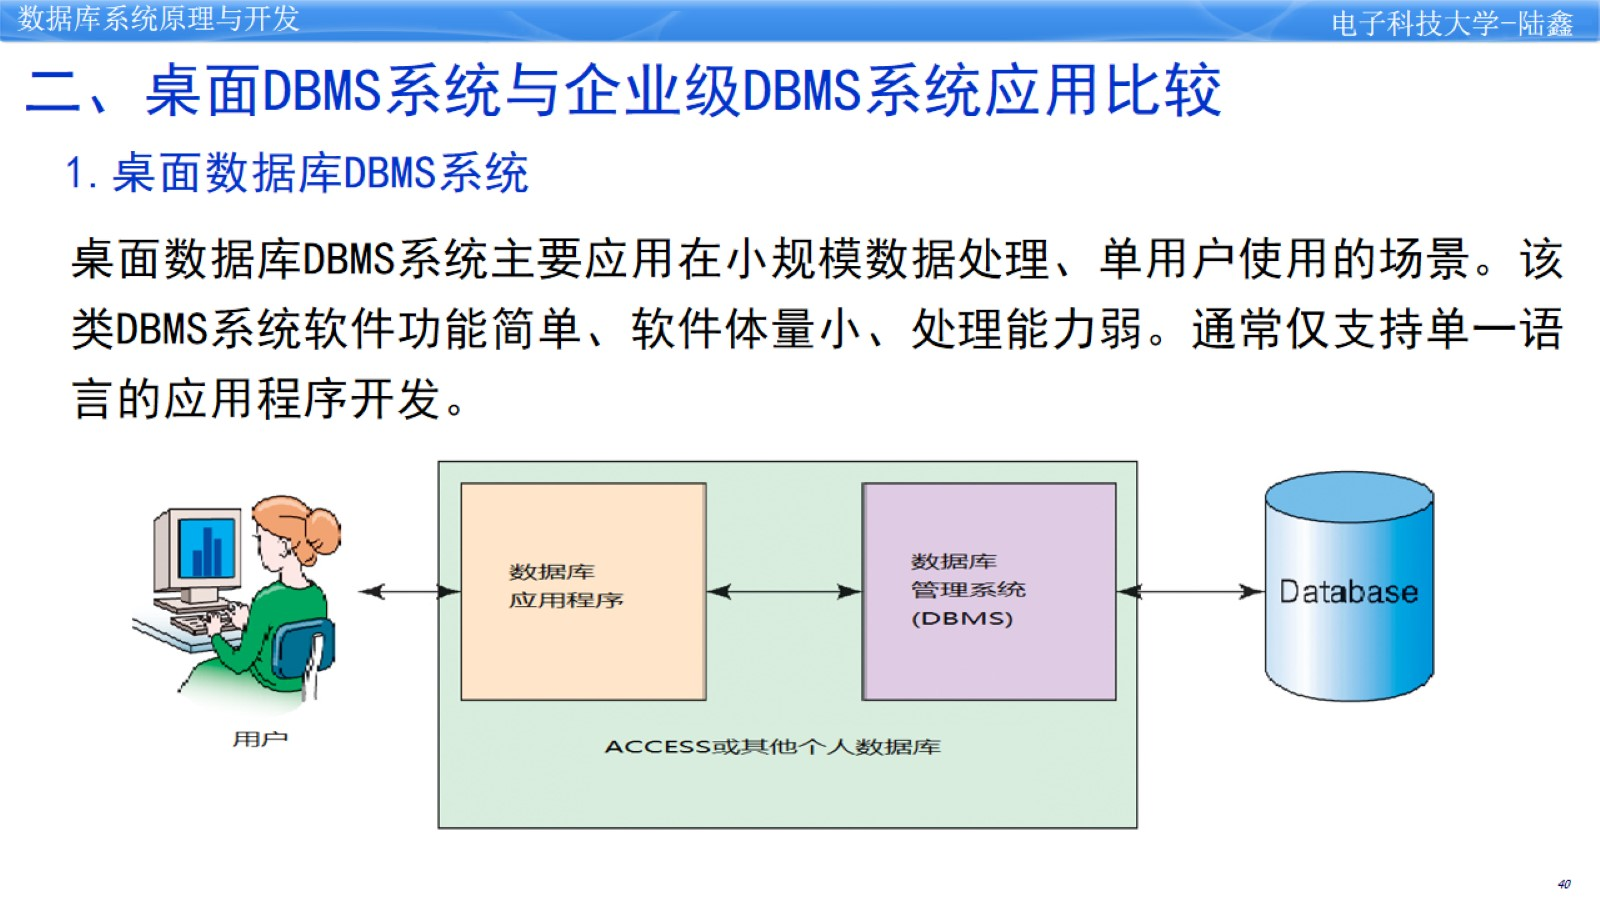 数据库系统原理与开发
电子科技大学-陆鑫
二、桌面DBMS系统与企业级DBMS系统应用比较
1.桌面数据库DBMS系统
桌面数据库DBMS系统主要应用在小规模数据处理、单用户使用的场景。该
类DBMS系统软件功能简单、软件体量小、处理能力弱。通常仅支持单一语
言的应用程序开发。
数据库
应用程序
数据库
管理系统
(DBMS)
Database
用户
ACCESS或其他个人数据库
40